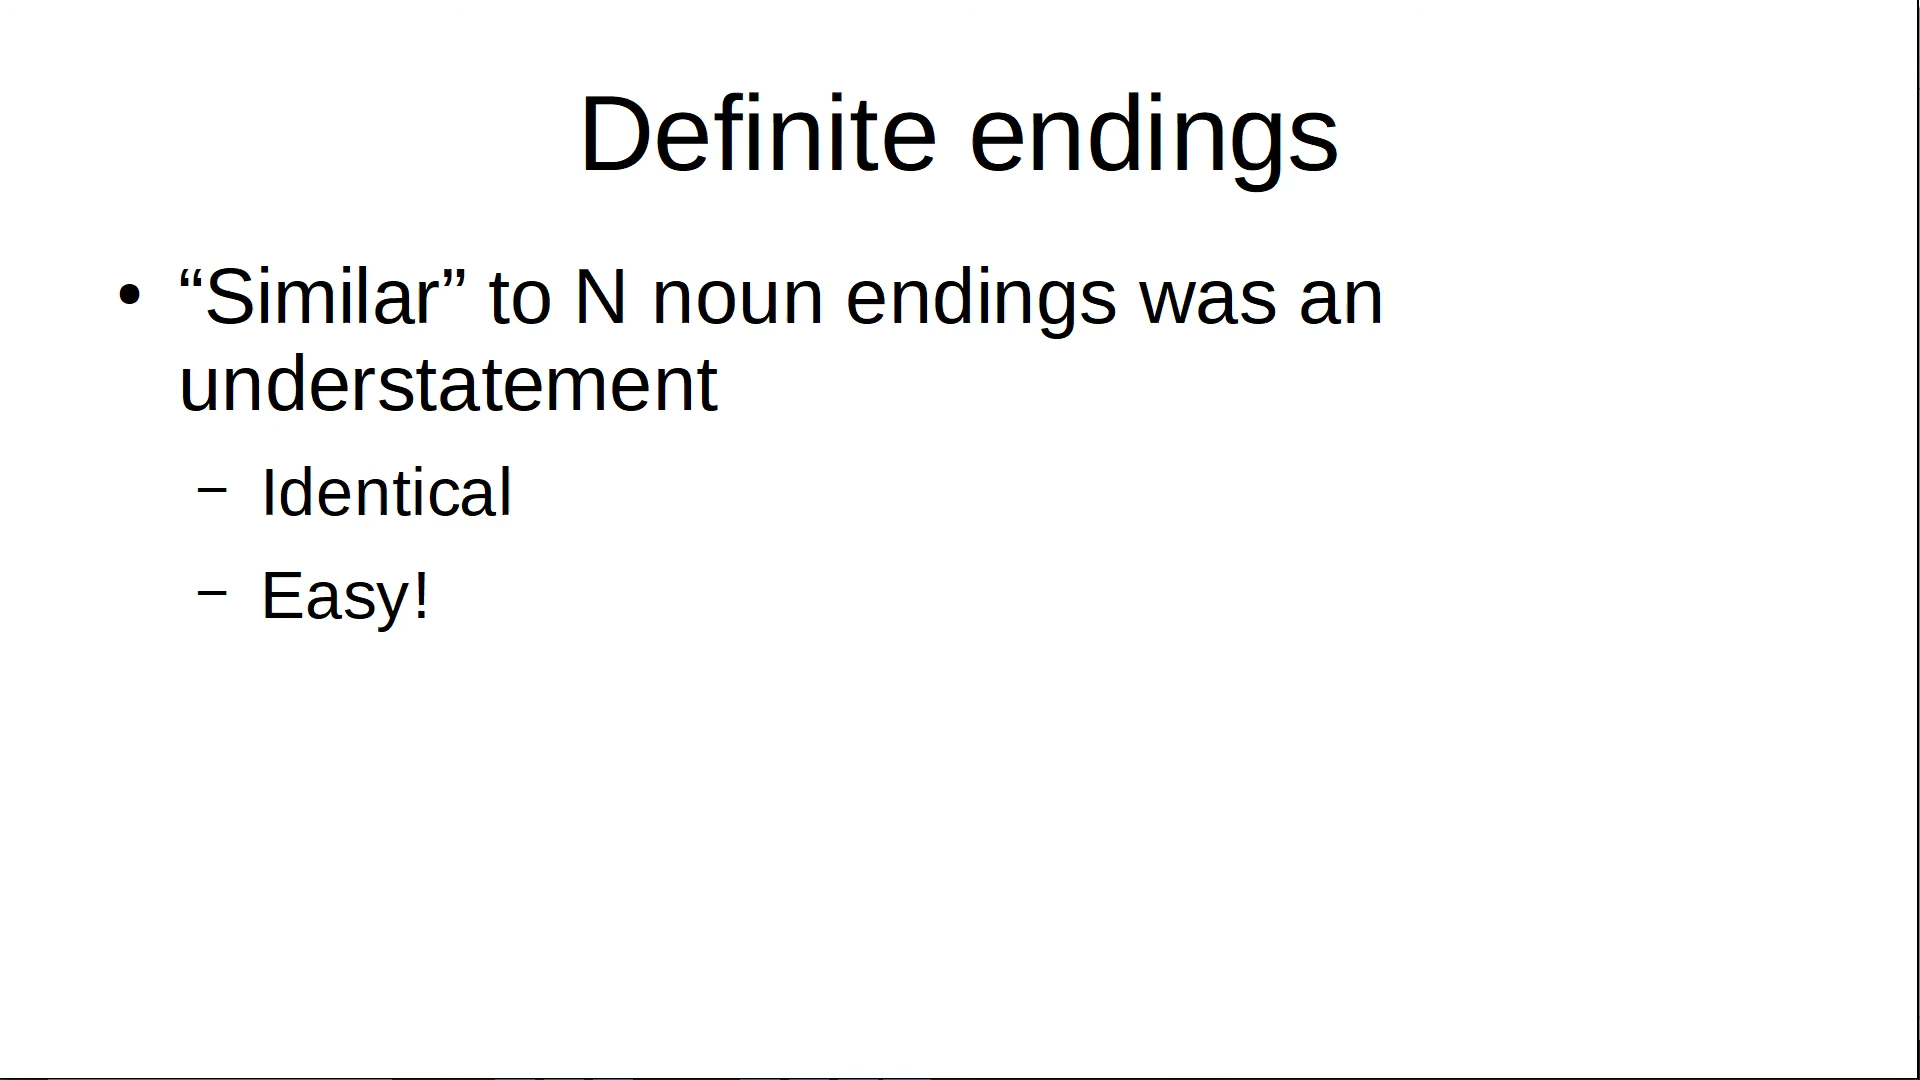 Definite endings
• “Similar” to N noun endings was an
understatement
– Identical
– Easy!